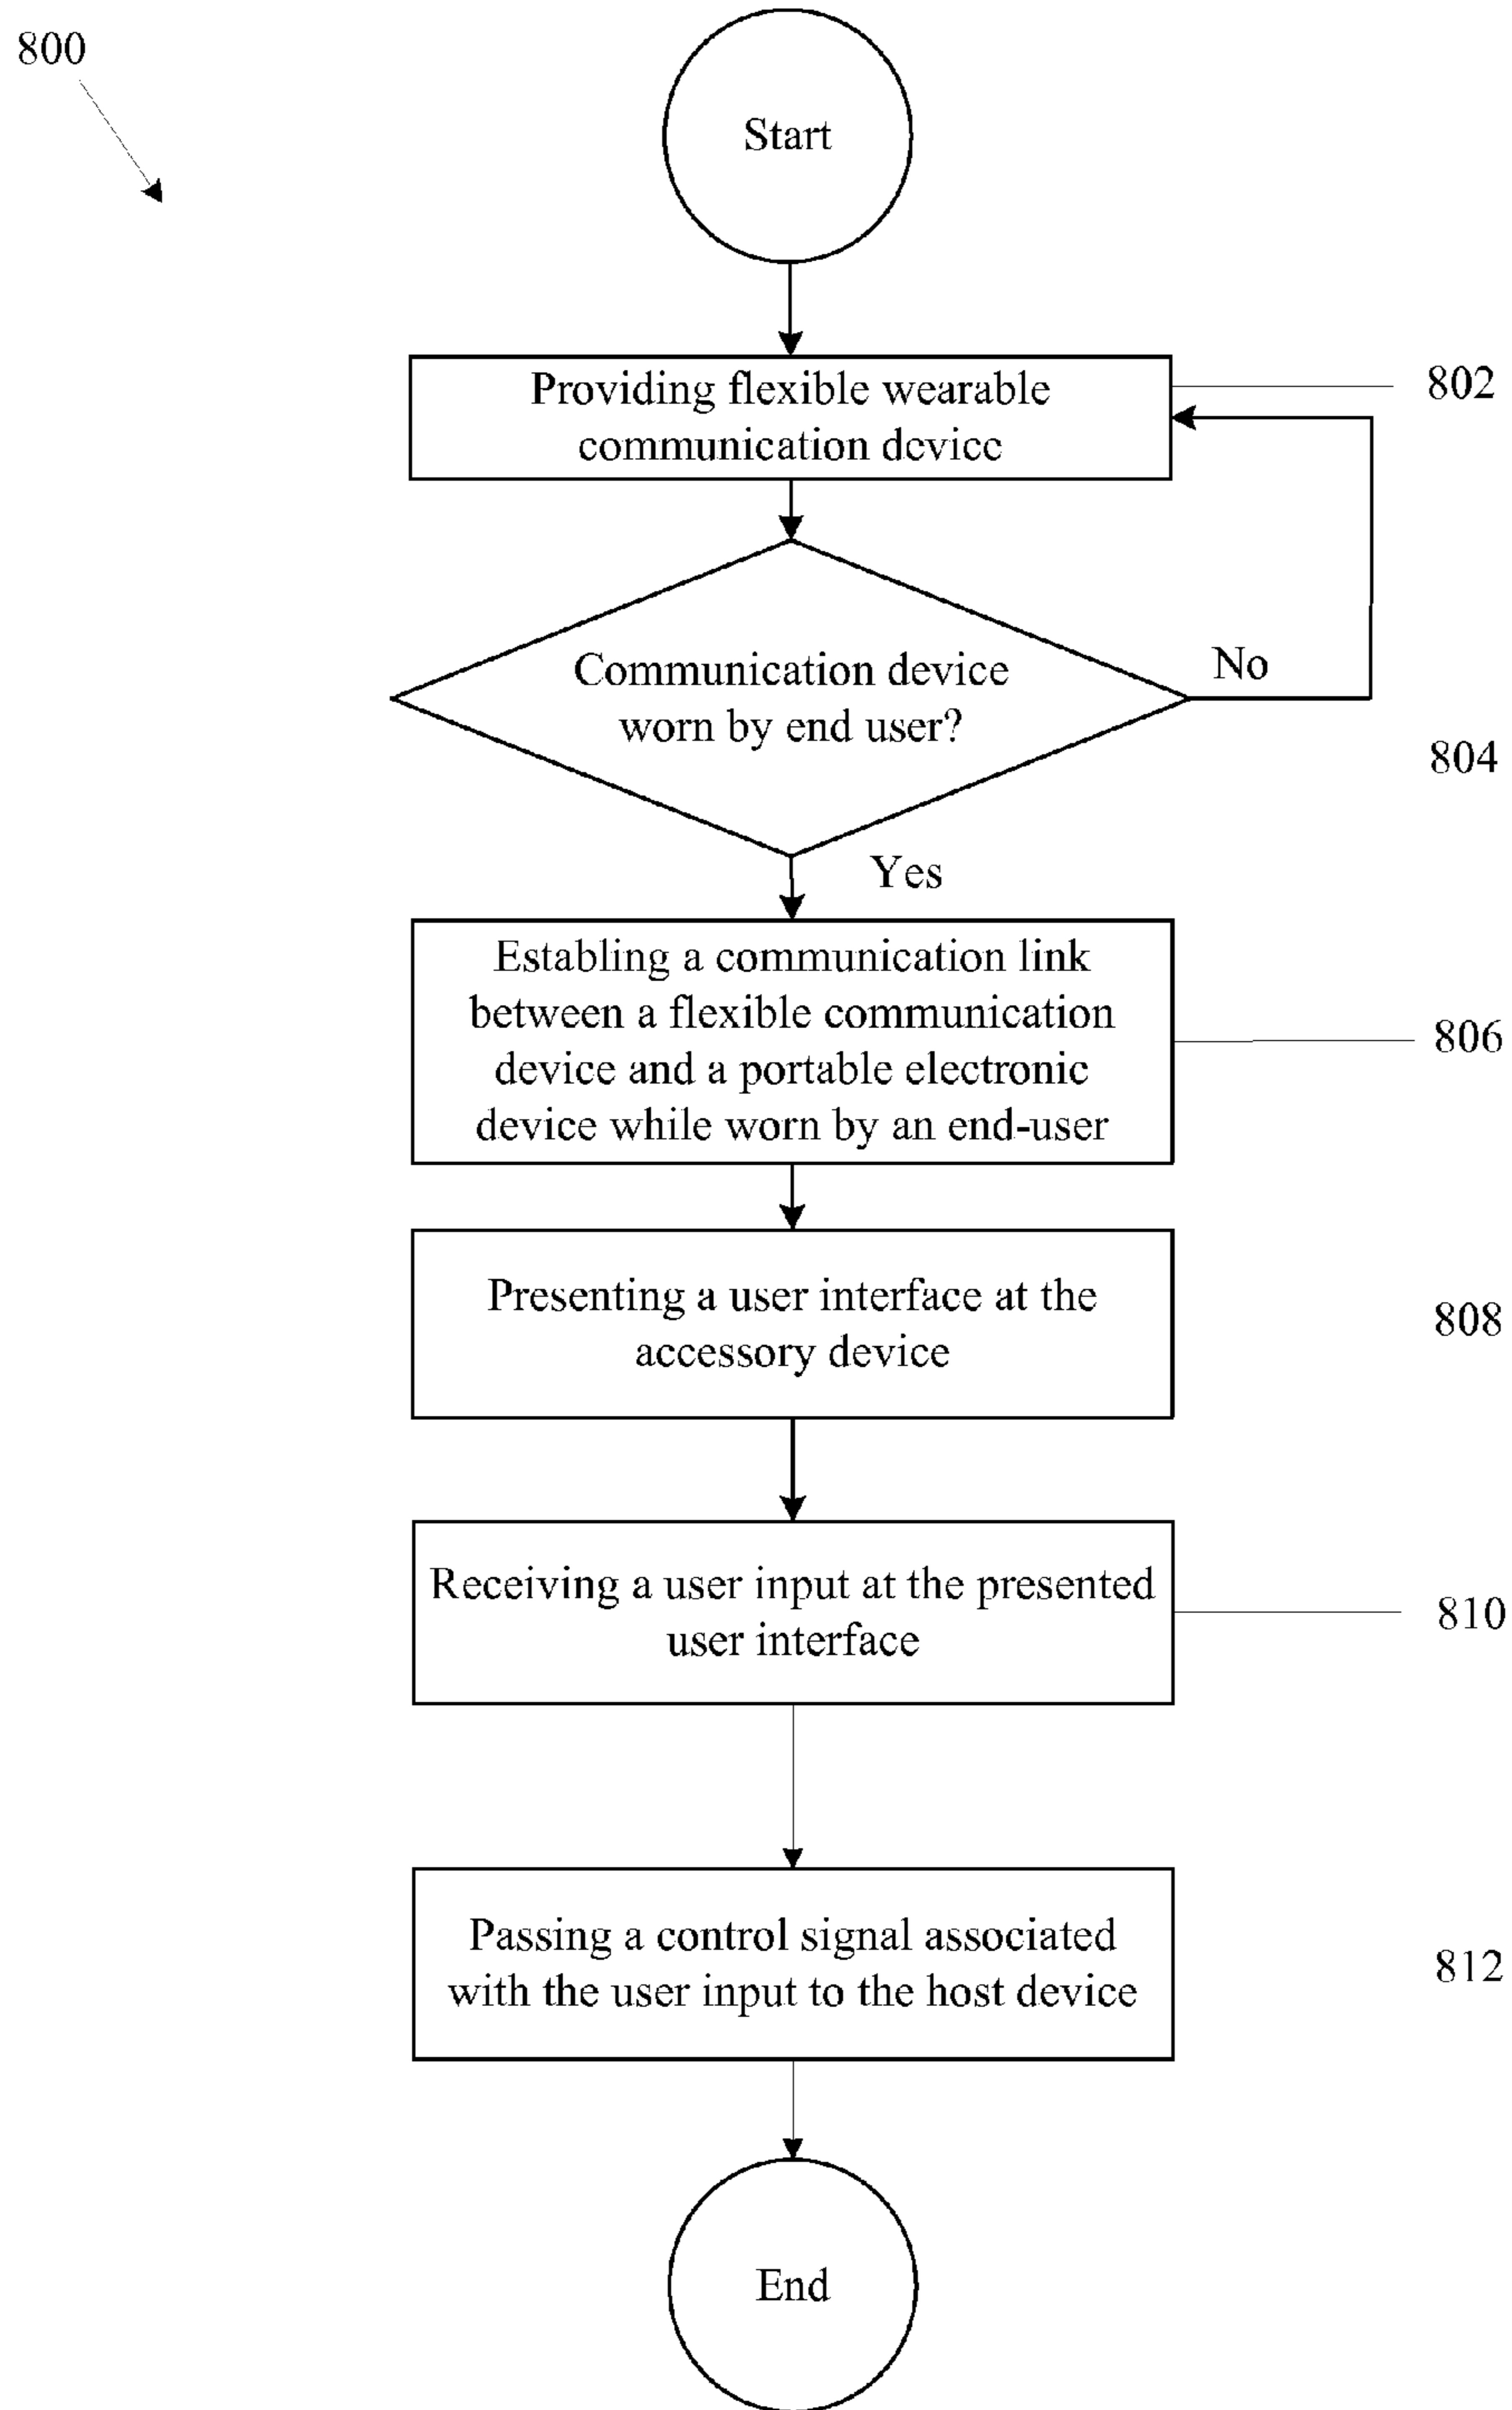 800
Start
Providing flexible wearable
communication device
802
Communication device
worn by end user?
No
804
Yes
Establing a communication link
between a flexible communication
device and a portable electronic
device while worn by an end-user
806
Presenting a user interface at the
accessory device
808
Receiving a user input at the presented
user interface
810
Passing a control signal associated
with the user input to the host device
812
End